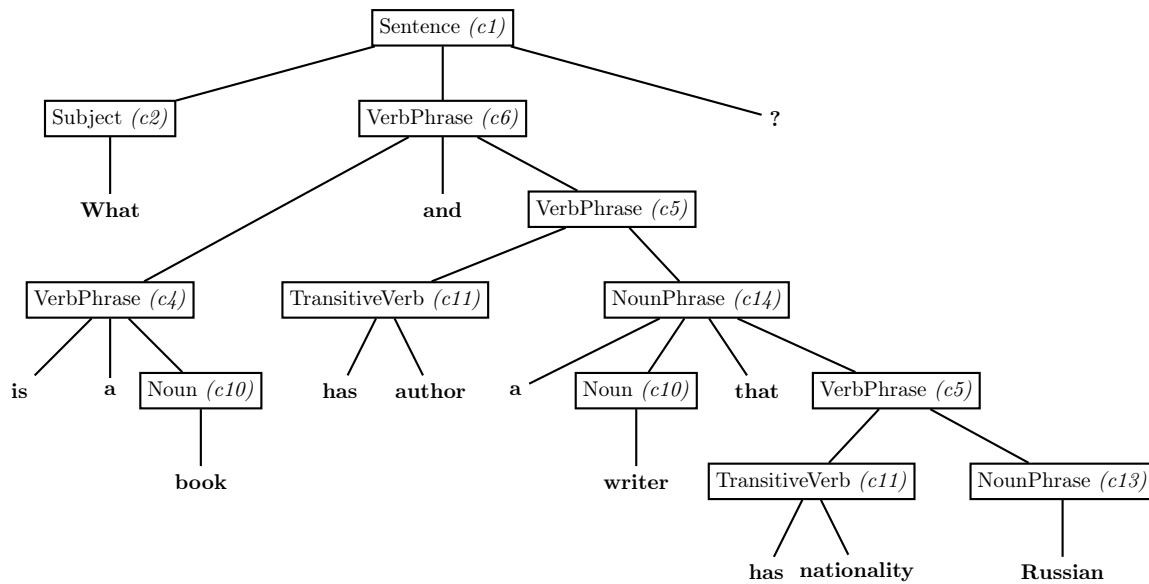 Sentence (c1)
Subject (c2) VerbPhrase (c6) ?
What and VerbPhrase (c5)
VerbPhrase (c4) TransitiveVerb (c11) NounPhrase (c14)
is a Noun (c10) has author a Noun (c10) that VerbPhrase (c5)
book writer TransitiveVerb (c11) NounPhrase (c13)
has nationality Russian